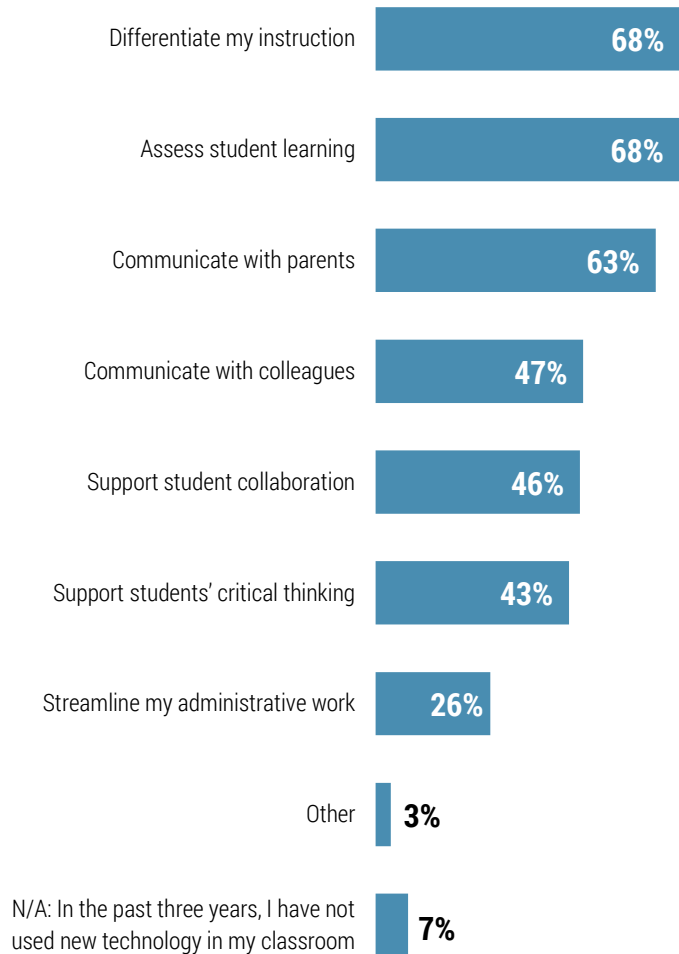 Differentiate my instruction 68%
Assess student learning 68%
Communicate with parents 63%
Communicate with colleagues 47%
Support student collaboration 46%
Support students’ critical thinking 43%
Streamline my administrative work 26%
Other 3%
N/A: In the past three years, I have not
used new technology in my classroom 7%